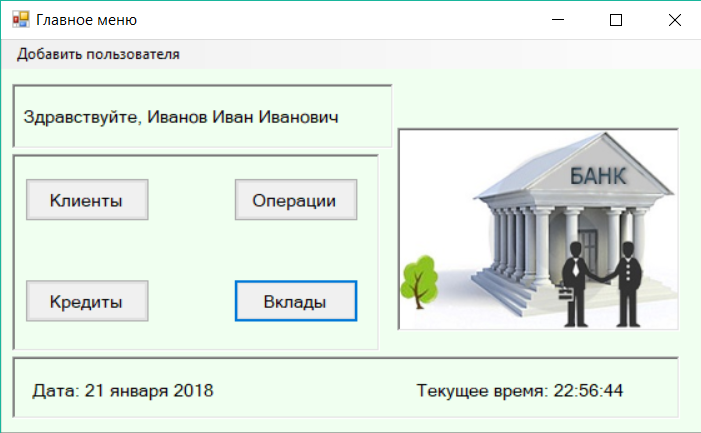 Главное меню
Добавить пользователя
Здравствуйте, Иванов Иван Иванович
БАНК
Клиенты
Операции
Кредиты
Вклады
Дата: 21 января 2018
Текущее время: 22:56:44